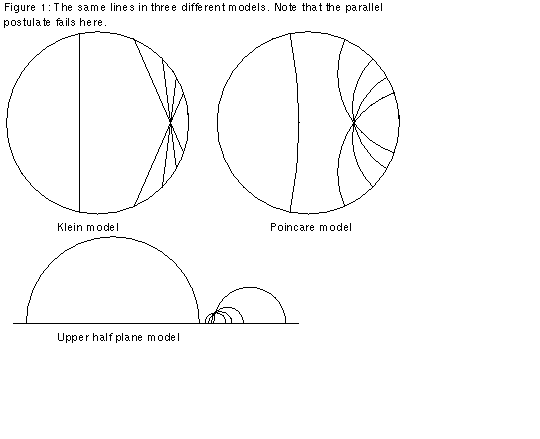 Figure 1: The same lines in three different models. Note that the parallel
postulate fails here.
Klein model
Poincare model
Upper half plane model